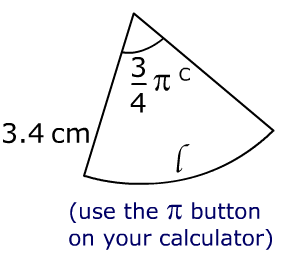 3/4 π c
3.4 cm
l
(use the π button
on your calculator)